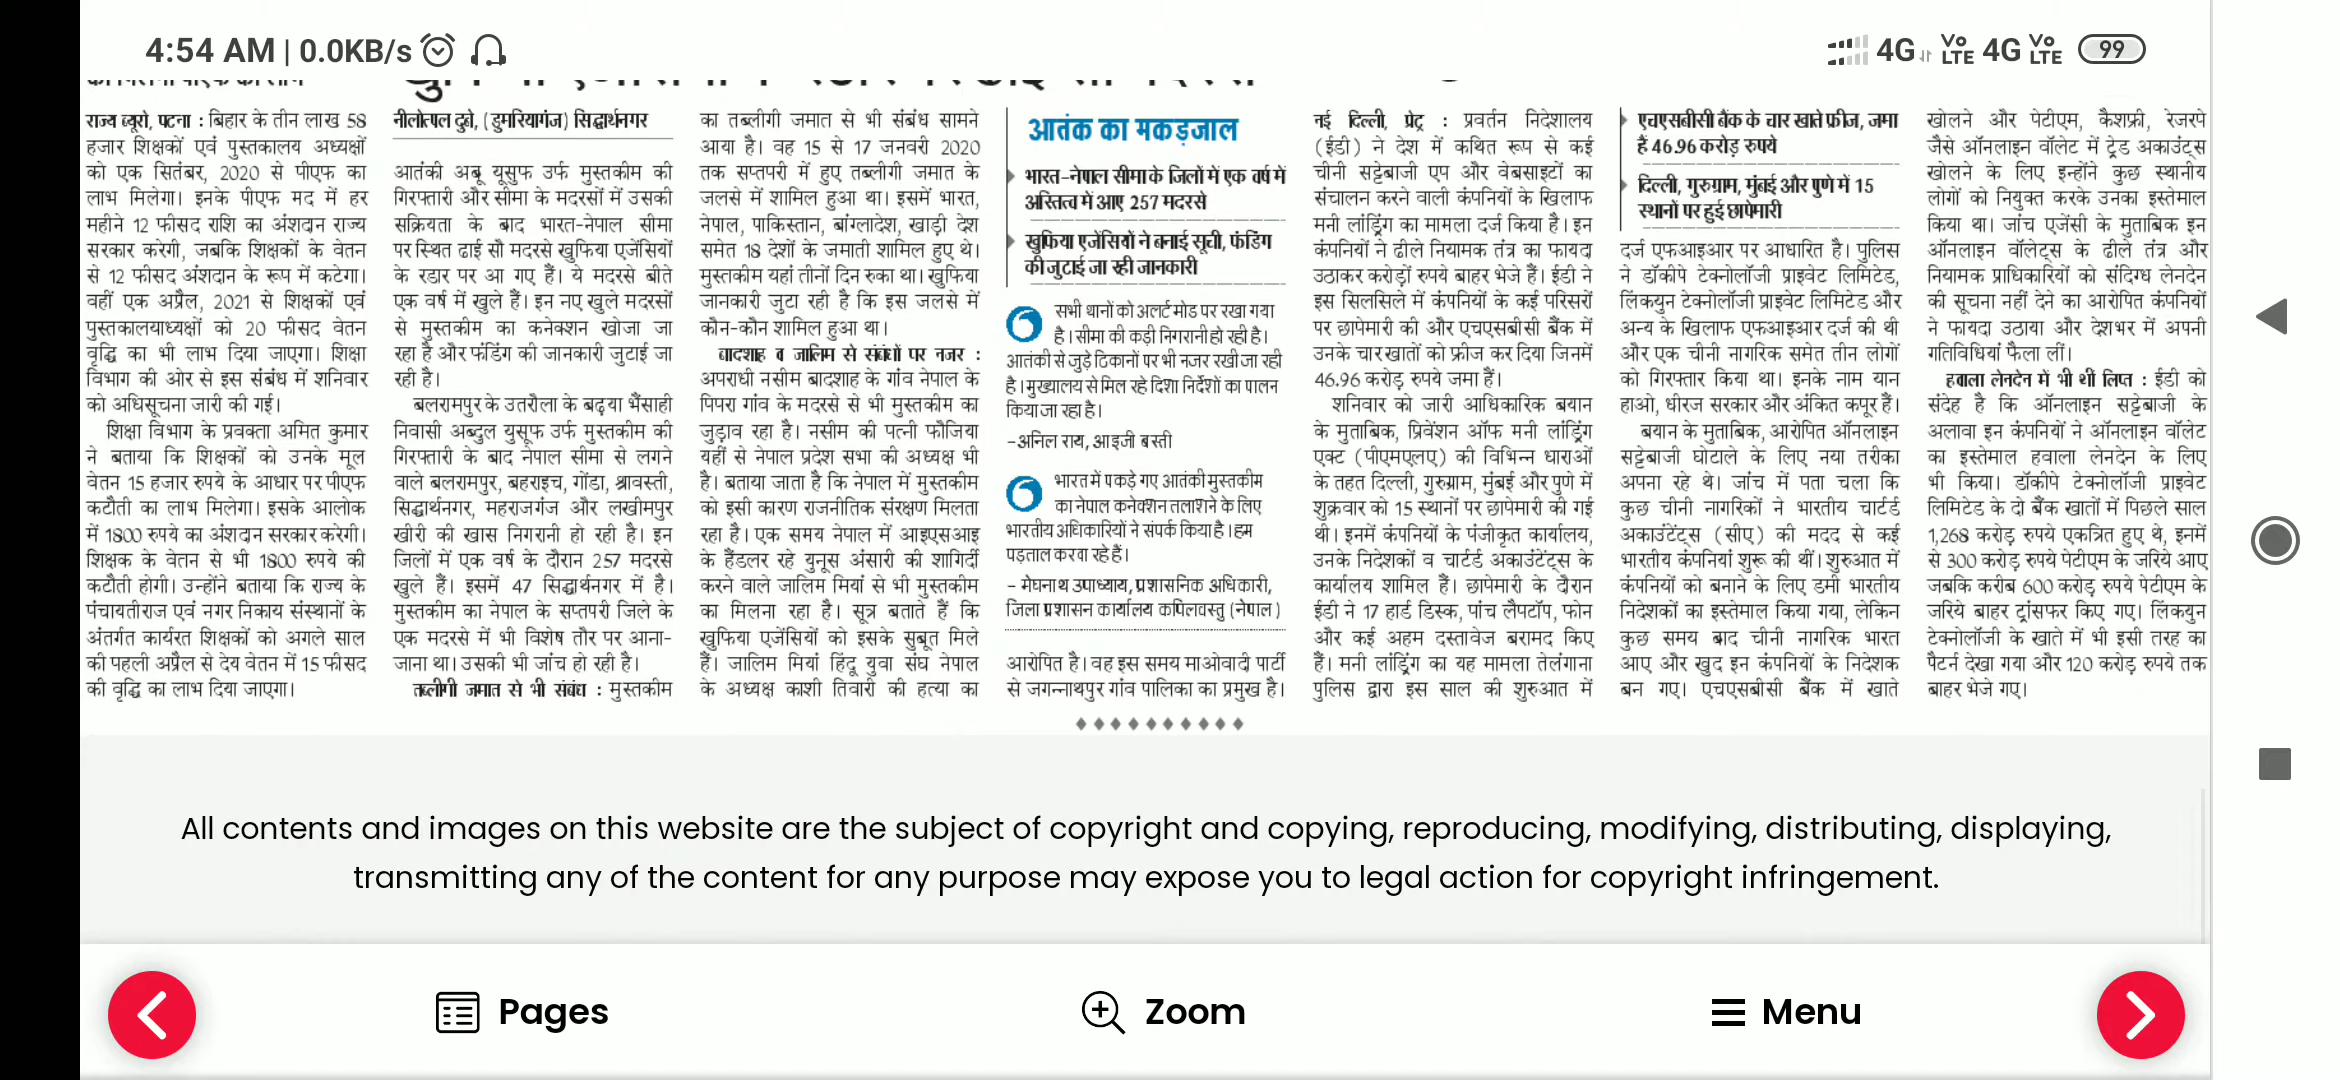 4:54 AM | 0.0KB/s
4G VoLTE 4G VoLTE 99
राज्य ब्यूरो, पटना : बिहार के तीन लाख 58
हजार शिक्षकों एवं पुस्तकालय अध्यक्षों
को एक सितंबर, 2020 से पीएफ का
लाभ मिलेगा। इनके पीएफ मद में हर
महीने 12 फीसद राशि का अंशदान राज्य
सरकार करेगी, जबकि शिक्षकों के वेतन
से 12 फीसद अंशदान के रूप में कटेगा।
वहीं एक अप्रैल, 2021 से शिक्षकों एवं
पुस्तकालयाध्यक्षों को 20 फीसद वेतन
वृद्धि का भी लाभ दिया जाएगा। शिक्षा
विभाग की ओर से इस संबंध में शनिवार
को अधिसूचना जारी की गई।
शिक्षा विभाग के प्रवक्ता अमित कुमार
ने बताया कि शिक्षकों को उनके मूल
वेतन 15 हजार रुपये के आधार पर पीएफ
कटौती का लाभ मिलेगा। इसके आलोक
में 1800 रुपये का अंशदान सरकार करेगी।
शिक्षक के वेतन से भी 1800 रुपये की
कटौती होगी। उन्होंने बताया कि राज्य के
पंचायतीराज एवं नगर निकाय संस्थानों के
अंतर्गत कार्यरत शिक्षकों को अगले साल
की पहली अप्रैल से देय वेतन में 15 फीसद
की वृद्धि का लाभ दिया जाएगा।
नीलोत्पल दुबे, (डुमरियागंज) सिद्धार्थनगर
आतंकी अबू यूसुफ उर्फ मुस्तकीम की
गिरफ्तारी और सीमा के मदरसों में उसकी
सक्रियता के बाद भारत-नेपाल सीमा
पर स्थित ढाई सौ मदरसे खुफिया एजेंसियों
के रडार पर आ गए हैं। ये मदरसे बीते
एक वर्ष में खुले हैं। इन नए खुले मदरसों
से मुस्तकीम का कनेक्शन खोजा जा
रहा है और फंडिंग की जानकारी जुटाई जा
रही है।
बलरामपुर के उतरौला के बढ़या भैंसाही
निवासी अब्दुल युसूफ उर्फ मुस्तकीम की
गिरफ्तारी के बाद नेपाल सीमा से लगने
वाले बलरामपुर, बहराइच, गोंडा, श्रावस्ती,
सिद्धार्थनगर, महराजगंज और लखीमपुर
खीरी की खास निगरानी हो रही है। इन
जिलों में एक वर्ष के दौरान 257 मदरसे
खुले हैं। इसमें 47 सिद्धार्थनगर में है।
मुस्तकीम का नेपाल के सप्तपरी जिले के
एक मदरसे में भी विशेष तौर पर आना-
जाना था। उसकी भी जांच हो रही है।
तब्लीगी जमात से भी संबंध : मुस्तकीम
का तब्लीगी जमात से भी संबंध सामने
आया है। वह 15 से 17 जनवरी 2020
तक सप्तपरी में हुए तब्लीगी जमात के
जलसे में शामिल हुआ था। इसमें भारत,
नेपाल, पाकिस्तान, बांग्लादेश, खाड़ी देश
समेत 18 देशों के जमाती शामिल हुए थे।
मुस्तकीम यहां तीनों दिन रुका था। खुफिया
जानकारी जुटा रही है कि इस जलसे में
कौन-कौन शामिल हुआ था।
बादशाह व जालिम से संबंधों पर नजर :
अपराधी नसीम बादशाह के गांव नेपाल के
पिपरा गांव के मदरसे से भी मुस्तकीम का
जुड़ाव रहा है। नसीम की पत्नी फौजिया
यहीं से नेपाल प्रदेश सभा की अध्यक्ष भी
है। बताया जाता है कि नेपाल में मुस्तकीम
को इसी कारण राजनीतिक संरक्षण मिलता
रहा है। एक समय नेपाल में आइएसआइ
के हैंडलर रहे युनूस अंसारी की शागिर्दी
करने वाले जालिम मियां से भी मुस्तकीम
का मिलना रहा है। सूत्र बताते हैं कि
खुफिया एजेंसियों को इसके सुबूत मिले
हैं। जालिम मियां हिंदू युवा संघ नेपाल
के अध्यक्ष काशी तिवारी की हत्या का
आतंक का मकड़जाल
भारत-नेपाल सीमा के जिलों में एक वर्ष में
अस्तित्व में आए 257 मदरसे
खुफिया एजेंसियों ने बनाई सूची, फंडिंग
की जुटाई जा रही जानकारी
सभी थानों को अलर्ट मोड पर रखा गया
है। सीमा की कड़ी निगरानी हो रही है।
आतंकी से जुड़े ठिकानों पर भी नजर रखी जा रही
है। मुख्यालय से मिल रहे दिशा निर्देशों का पालन
किया जा रहा है।
-अनिल राय, आइजी बस्ती
भारत में पकड़े गए आतंकी मुस्तकीम
का नेपाल कनेक्शन तलाशने के लिए
भारतीय अधिकारियों ने संपर्क किया है। हम
पड़ताल करवा रहे हैं।
- मेघनाथ उपाध्याय, प्रशासनिक अधिकारी,
जिला प्रशासन कार्यालय कपिलवस्तु (नेपाल)
आरोपित है। वह इस समय माओवादी पार्टी
से जगन्नाथपुर गांव पालिका का प्रमुख है।
नई दिल्ली, प्रेट्र : प्रवर्तन निदेशालय
(ईडी) ने देश में कथित रूप से कई
चीनी सट्टेबाजी एप और वेबसाइटों का
संचालन करने वाली कंपनियों के खिलाफ
मनी लांड्रिंग का मामला दर्ज किया है। इन
कंपनियों ने ढीले नियामक तंत्र का फायदा
उठाकर करोड़ों रुपये बाहर भेजे हैं। ईडी ने
इस सिलसिले में कंपनियों के कई परिसरों
पर छापेमारी की और एचएसबीसी बैंक में
उनके चार खातों को फ्रीज कर दिया जिनमें
46.96 करोड़ रुपये जमा हैं।
शनिवार को जारी आधिकारिक बयान
के मुताबिक, प्रिवेंशन ऑफ मनी लांड्रिंग
एक्ट (पीएमएलए) की विभिन्न धाराओं
के तहत दिल्ली, गुरुग्राम, मुंबई और पुणे में
शुक्रवार को 15 स्थानों पर छापेमारी की गई
थी। इनमें कंपनियों के पंजीकृत कार्यालय,
उनके निदेशकों व चार्टर्ड अकाउंटेंट्स के
कार्यालय शामिल हैं। छापेमारी के दौरान
ईडी ने 17 हार्ड डिस्क, पांच लैपटॉप, फोन
और कई अहम दस्तावेज बरामद किए
हैं। मनी लांड्रिंग का यह मामला तेलंगाना
पुलिस द्वारा इस साल की शुरुआत में
एचएसबीसी बैंक के चार खाते फ्रीज, जमा
हैं 46.96 करोड़ रुपये
दिल्ली, गुरुग्राम, मुंबई और पुणे में 15
स्थानों पर हुई छापेमारी
दर्ज एफआइआर पर आधारित है। पुलिस
ने डॉकीपे टेक्नोलॉजी प्राइवेट लिमिटेड,
लिंकयुन टेक्नोलॉजी प्राइवेट लिमिटेड और
अन्य के खिलाफ एफआइआर दर्ज की थी
और एक चीनी नागरिक समेत तीन लोगों
को गिरफ्तार किया था। इनके नाम यान
हाओ, धीरज सरकार और अंकित कपूर हैं।
बयान के मुताबिक, आरोपित ऑनलाइन
सट्टेबाजी घोटाले के लिए नया तरीका
अपना रहे थे। जांच में पता चला कि
कुछ चीनी नागरिकों ने भारतीय चार्टर्ड
अकाउंटेंट्स (सीए) की मदद से कई
भारतीय कंपनियां शुरू की थीं। शुरुआत में
कंपनियों को बनाने के लिए डमी भारतीय
निदेशकों का इस्तेमाल किया गया, लेकिन
कुछ समय बाद चीनी नागरिक भारत
आए और खुद इन कंपनियों के निदेशक
बन गए। एचएसबीसी बैंक में खाते
खोलने और पेटीएम, कैशफ्री, रेजरपे
जैसे ऑनलाइन वॉलेट में ट्रेड अकाउंट्स
खोलने के लिए इन्होंने कुछ स्थानीय
लोगों को नियुक्त करके उनका इस्तेमाल
किया था। जांच एजेंसी के मुताबिक इन
ऑनलाइन वॉलेट्स के ढीले तंत्र और
नियामक प्राधिकारियों को संदिग्ध लेनदेन
की सूचना नहीं देने का आरोपित कंपनियों
ने फायदा उठाया और देशभर में अपनी
गतिविधियां फैला लीं।
हवाला लेनदेन में भी थीं लिप्त : ईडी को
संदेह है कि ऑनलाइन सट्टेबाजी के
अलावा इन कंपनियों ने ऑनलाइन वॉलेट
का इस्तेमाल हवाला लेनदेन के लिए
भी किया। डॉकीपे टेक्नोलॉजी प्राइवेट
लिमिटेड के दो बैंक खातों में पिछले साल
1,268 करोड़ रुपये एकत्रित हुए थे, इनमें
से 300 करोड़ रुपये पेटीएम के जरिये आए
जबकि करीब 600 करोड़ रुपये पेटीएम के
जरिये बाहर ट्रांसफर किए गए। लिंकयुन
टेक्नोलॉजी के खाते में भी इसी तरह का
पैटर्न देखा गया और 120 करोड़ रुपये तक
बाहर भेजे गए।
All contents and images on this website are the subject of copyright and copying, reproducing, modifying, distributing, displaying,
transmitting any of the content for any purpose may expose you to legal action for copyright infringement.
Pages
Zoom
Menu